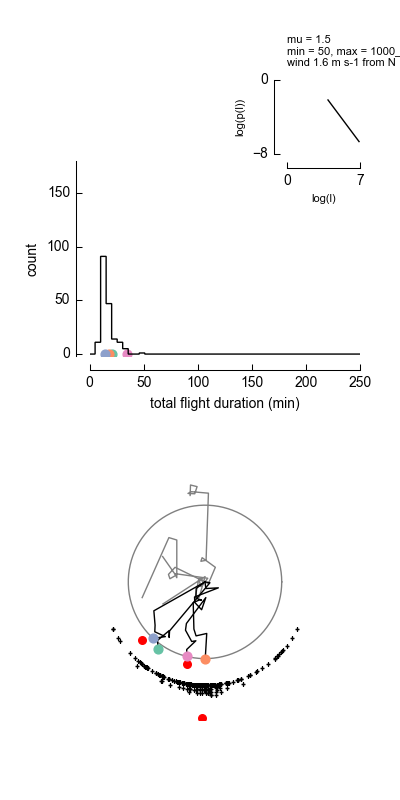 mu = 1.5
min = 50, max = 1000_
wind 1.6 m s-1 from N
0
log(p(l))
−8
0
7
log(l)
150
100
count
50
0
0
50
100
150
200
250
total flight duration (min)